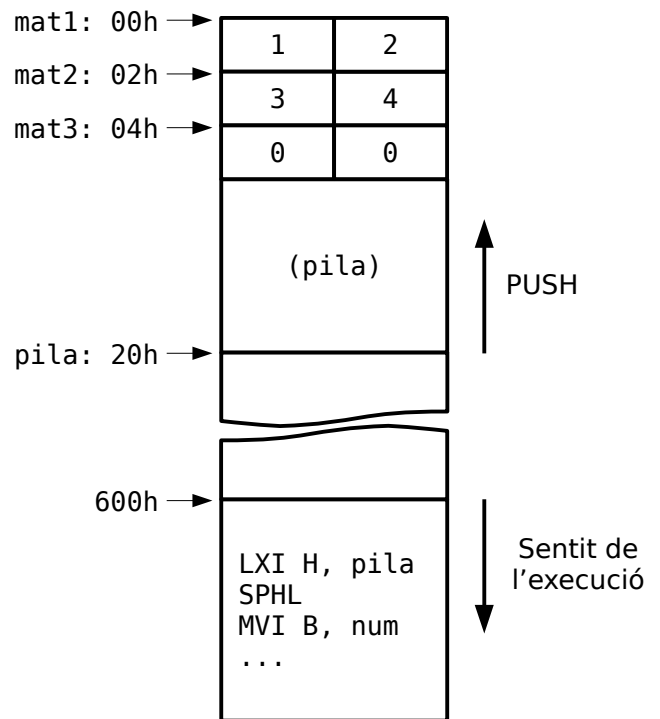 mat1: 00h
1 2
mat2: 02h
3 4
mat3: 04h
0 0
(pila)
PUSH
pila: 20h
600h
LXI H, pila
SPHL
MVI B, num
...
Sentit de
l’execució